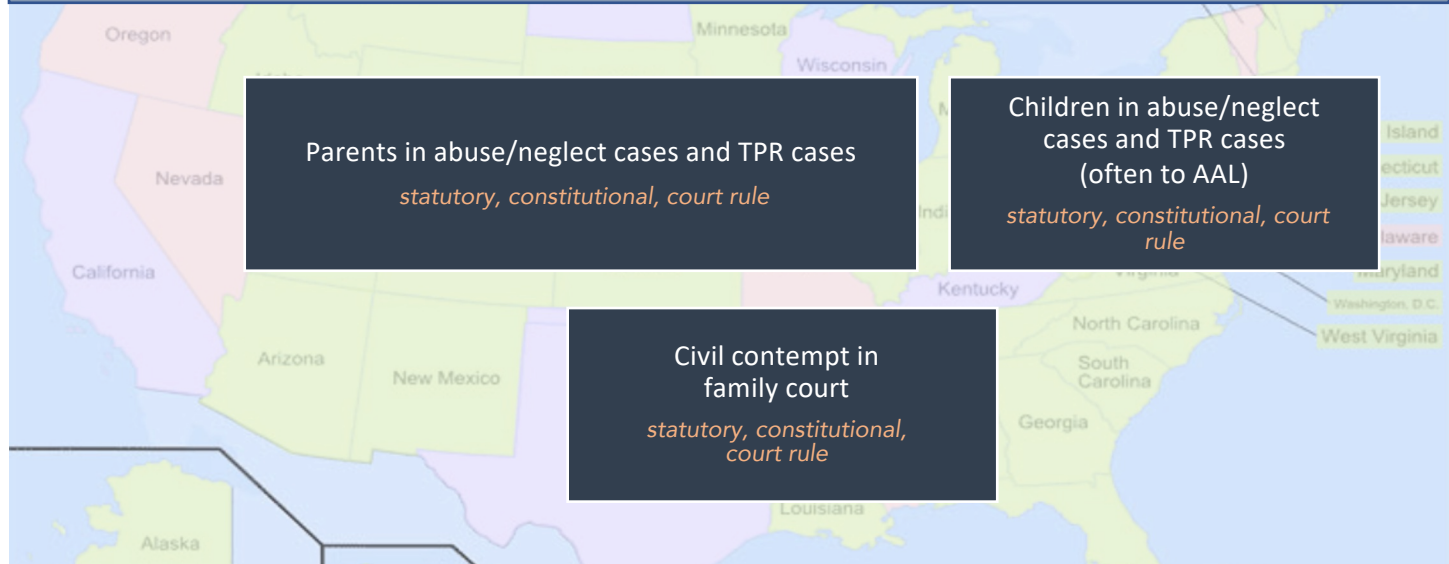 Oregon
Minnesota
Wisconsin
Parents in abuse/neglect cases and TPR cases
statutory, constitutional, court rule
Children in abuse/neglect
cases and TPR cases
(often to AAL)
statutory, constitutional, court
rule
Nevada
California
Island
ecticut
Jersey
laware
Maryland
Washington, D.C.
West Virginia
Virginia
Kentucky
North Carolina
South
Carolina
Georgia
Arizona
New Mexico
Civil contempt in
family court
statutory, constitutional,
court rule
Louisiana
Alaska